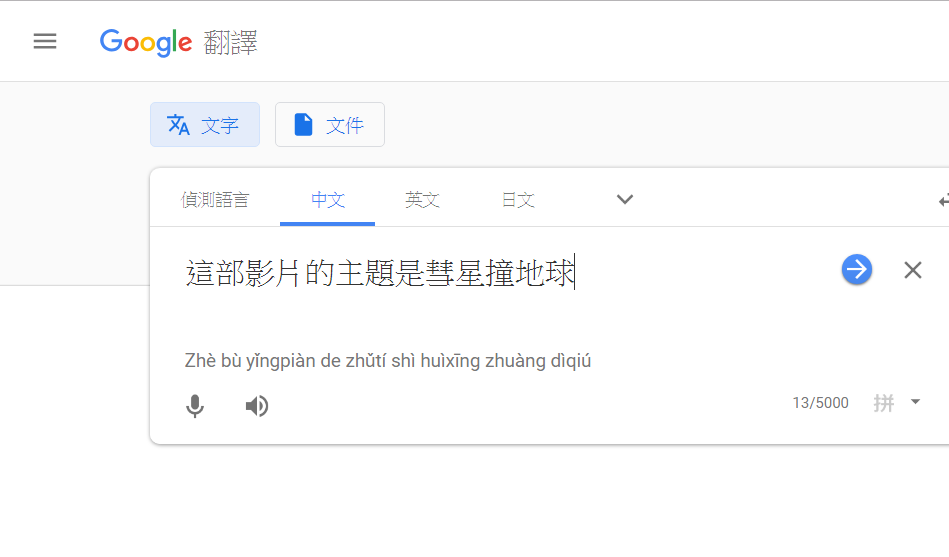 Google 翻譯
文字 文件
偵測語言 中文 英文 日文
這部影片的主題是彗星撞地球
Zhè bù yǐngpiàn de zhǔtí shì huìxīng zhuàng dìqiú
13/5000 拼